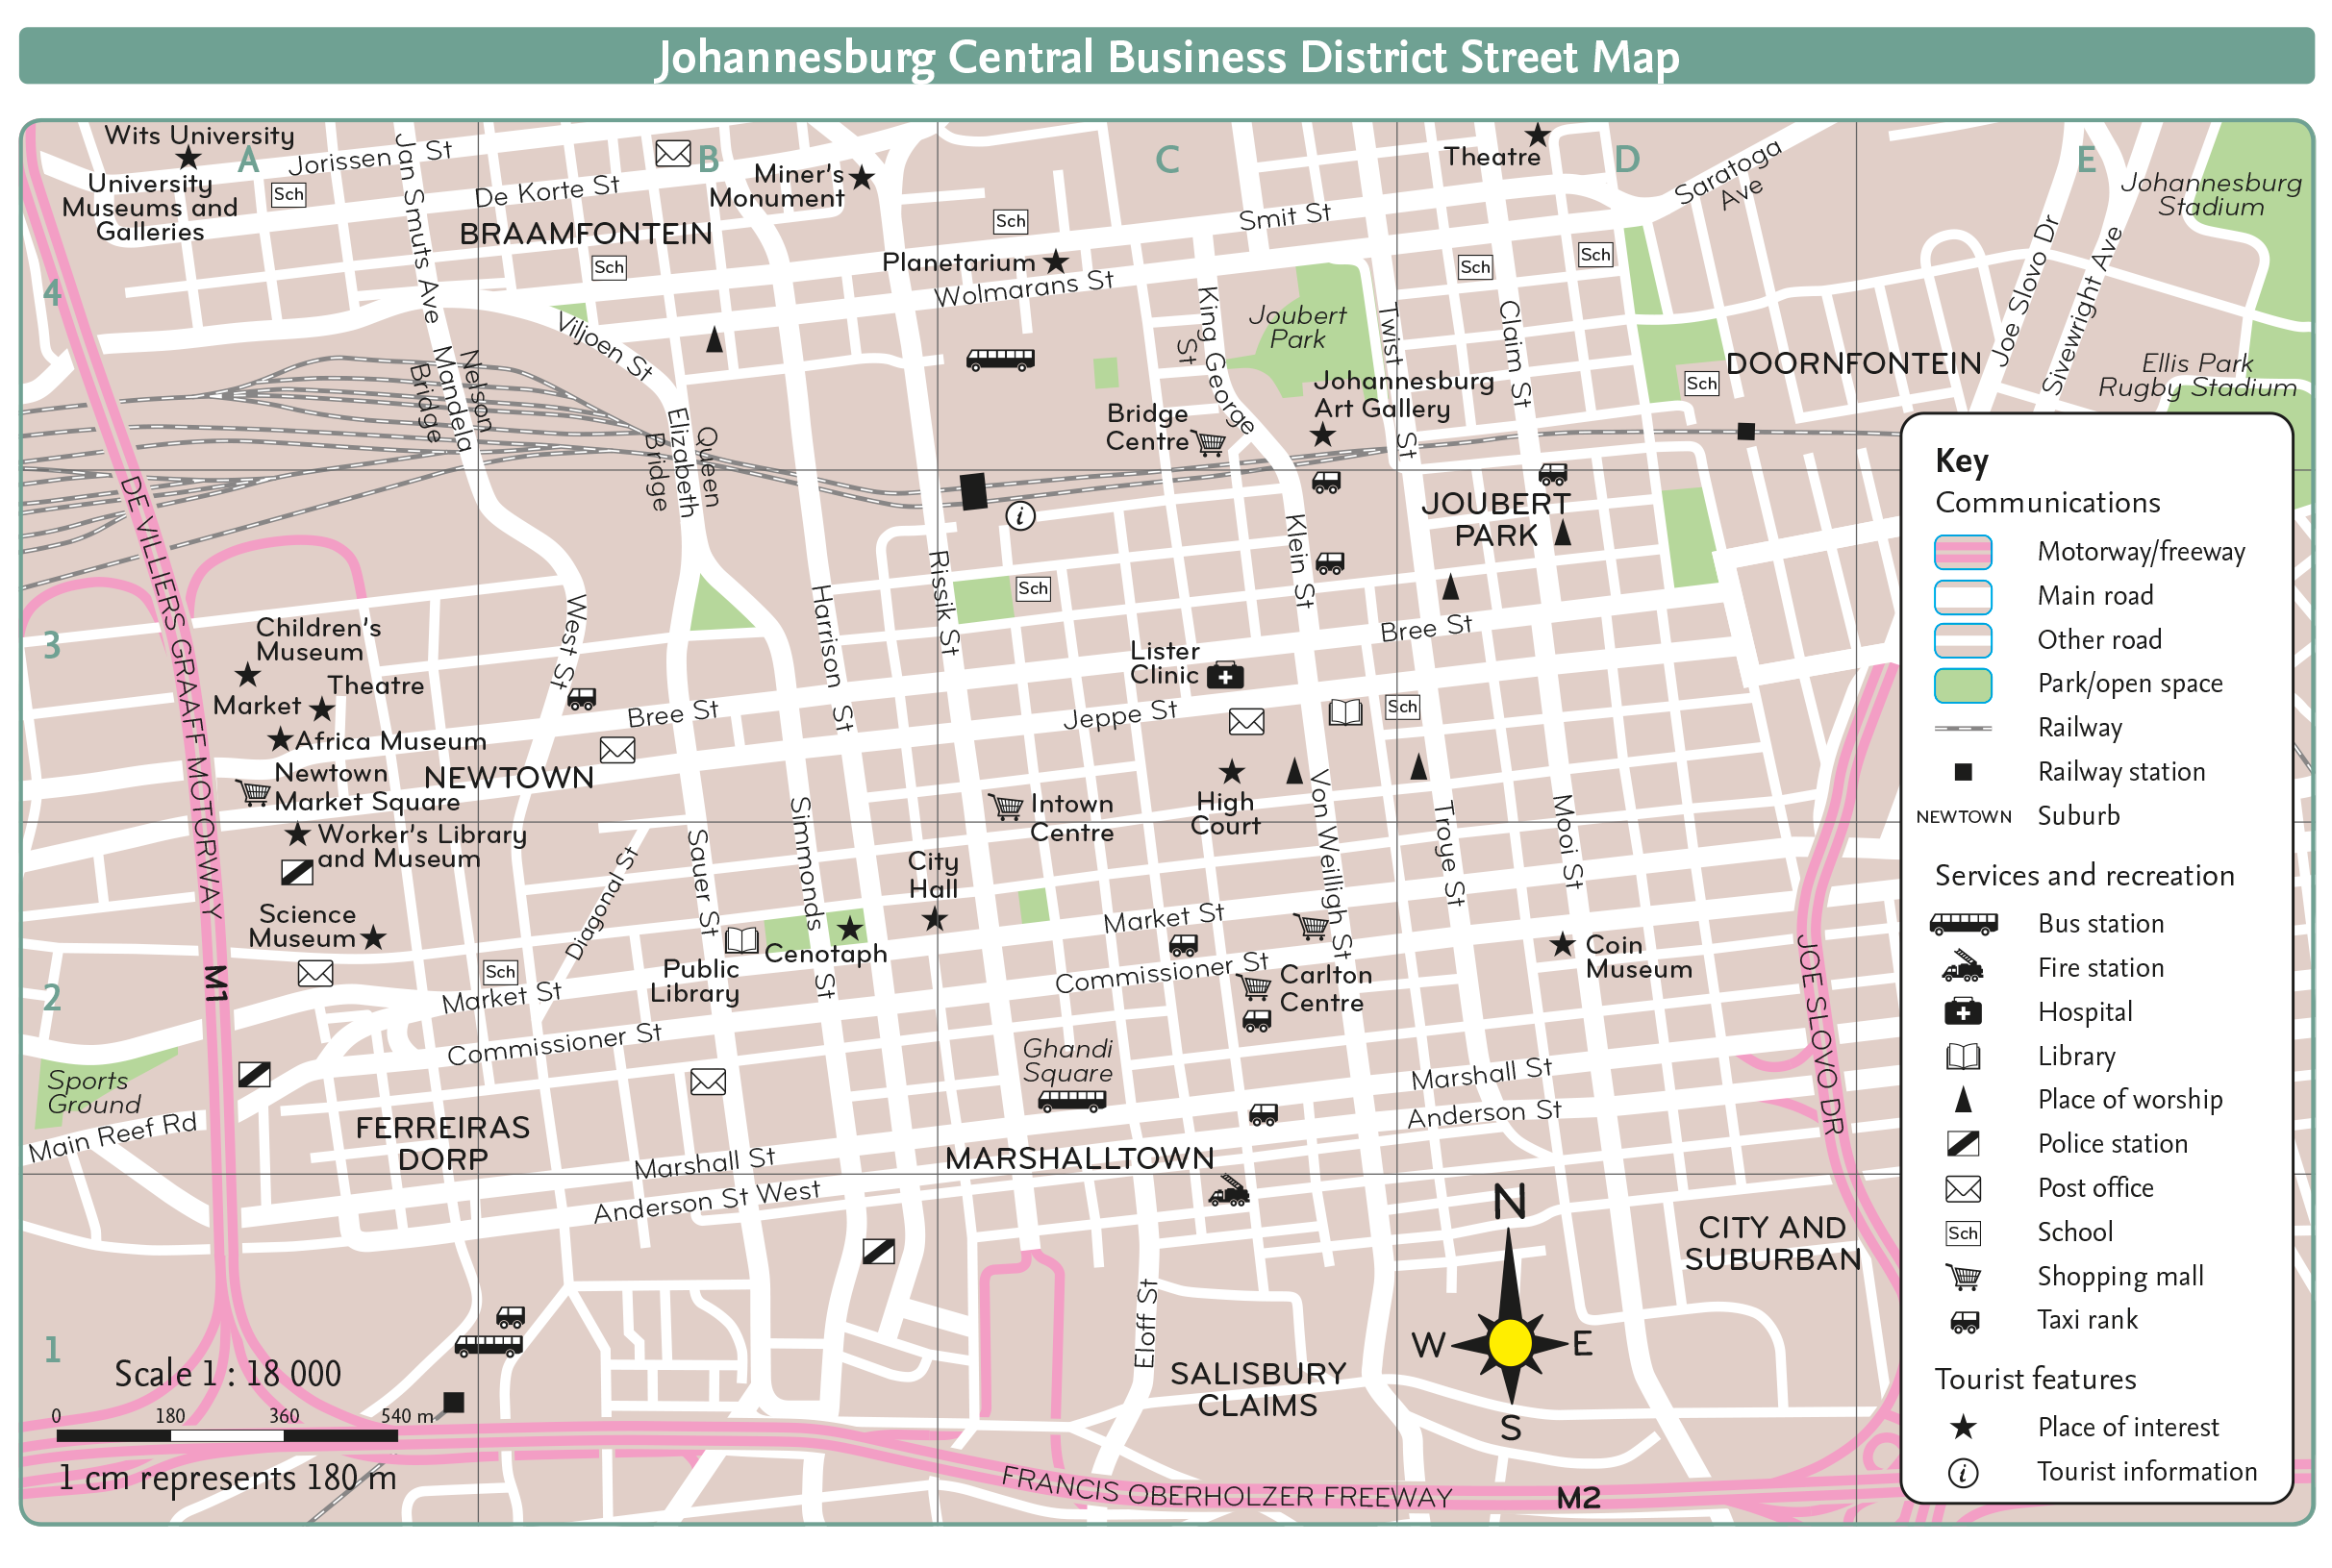 Johannesburg Central Business District Street Map
Wits University
A
Jorissen St
Sch
University
Museums and
Galleries
Jan Smuts Ave
De Korte St
B
BRAAMFONTEIN
Sch
Miner's
Monument
Sch
Planetarium
Wolmarans St
C
Smit St
Theatre
D
Saratoga
Ave
Sch
Sch
E
Johannesburg
Stadium
4
Viljoen St
Nelson
Mandela
Bridge
Queen
Elizabeth
Bridge
King George
St
Joubert
Park
Twist St
Claim St
Johannesburg
Art Gallery
Bridge
Centre
Sch
DOORNFONTEIN
Joe Slovo Dr
Sivewright Ave
Ellis Park
Rugby Stadium
DE VILLIERS GRAAFF MOTORWAY
i
JOUBERT
PARK
Klein St
Rissik St
Sch
Harrison St
West St
3
Children's
Museum
Theatre
Market
Africa Museum
Newtown
Market Square
NEWTOWN
Bree St
Bree St
Lister
Clinic
Jeppe St
Sch
High
Court
Intown
Centre
Von Weilligh St
Troye St
Mooi St
Worker's Library
and Museum
Science
Museum
Diagonal St
Sauer St
Simmonds St
City
Hall
Cenotaph
Public
Library
Sch
M1
2
Market St
Commissioner St
Market St
Commissioner St
Carlton
Centre
Coin
Museum
JOE SLOVO DR
Ghandi
Square
Sports
Ground
Main Reef Rd
FERREIRAS
DORP
Marshall St
Anderson St West
MARSHALLTOWN
Marshall St
Anderson St
CITY AND
SUBURBAN
1
Eloff St
SALISBURY
CLAIMS
N
W
E
S
Scale 1 : 18 000
0 180 360 540 m
1 cm represents 180 m
FRANCIS OBERHOLZER FREEWAY
M2
Key
Communications
Motorway/freeway
Main road
Other road
Park/open space
Railway
Railway station
NEWTOWN Suburb
Services and recreation
Bus station
Fire station
Hospital
Library
Place of worship
Police station
Post office
Sch School
Shopping mall
Taxi rank
Tourist features
Place of interest
i Tourist information